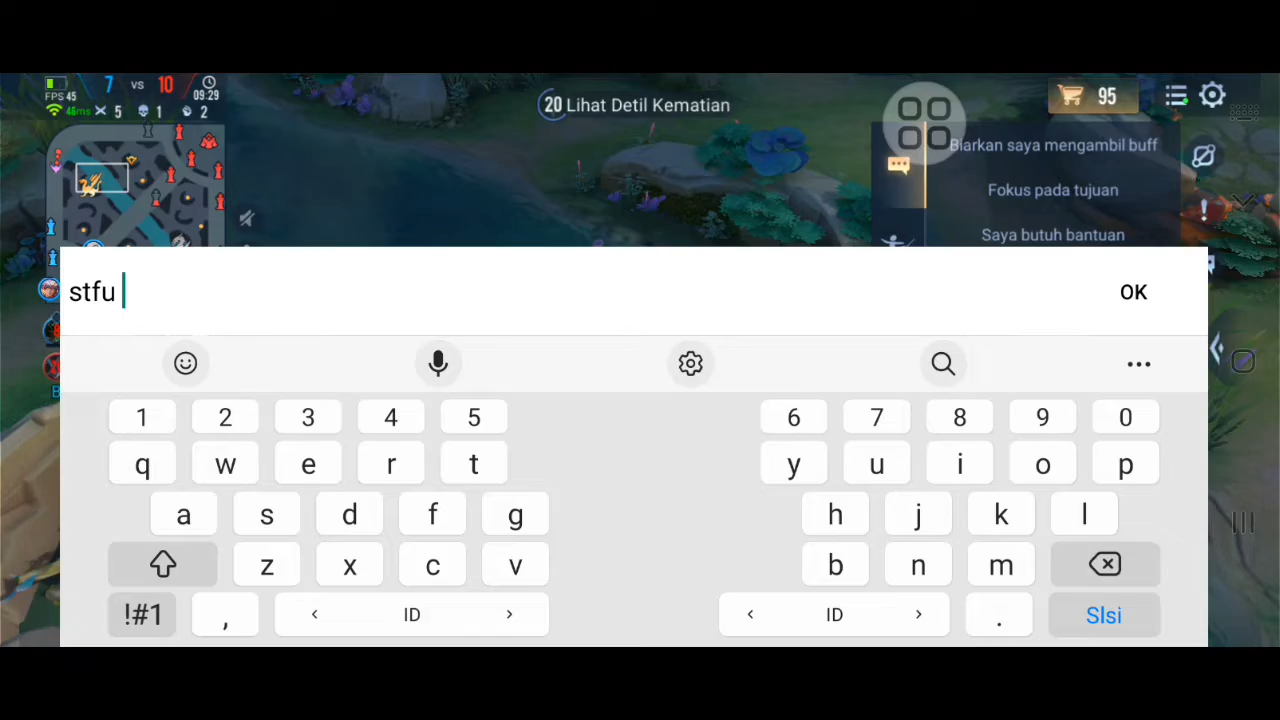 7 vs 10 09:29
FPS 45
46ms 5 1 2
20 Lihat Detil Kematian
95
Biarkan saya mengambil buff
Fokus pada tujuan
Saya butuh bantuan
stfu
OK
1 2 3 4 5 6 7 8 9 0
q w e r t y u i o p
a s d f g h j k l
z x c v b n m
!#1 , < ID > < ID > . Slsi